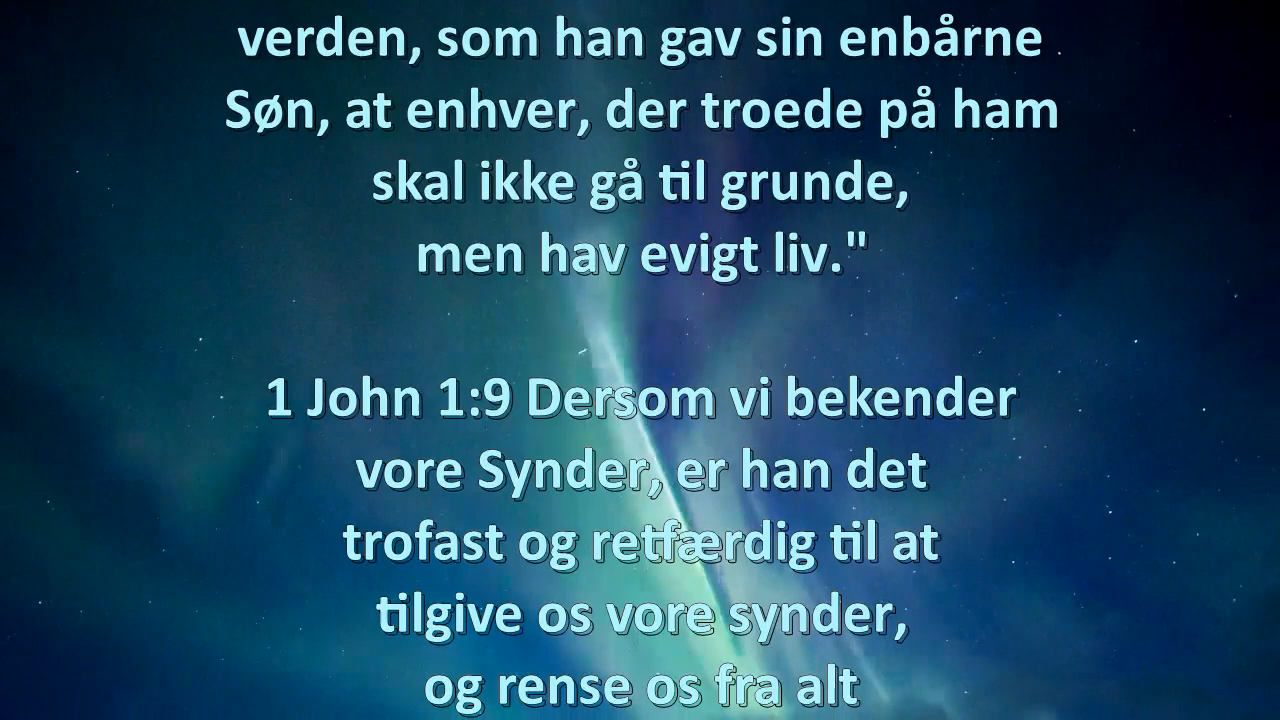 verden, som han gav sin enbårne
Søn, at enhver, der troede på ham
skal ikke gå til grunde,
men hav evigt liv."
1 John 1:9 Dersom vi bekender
vore Synder, er han det
trofast og retfærdig til at
tilgive os vore synder,
og rense os fra alt